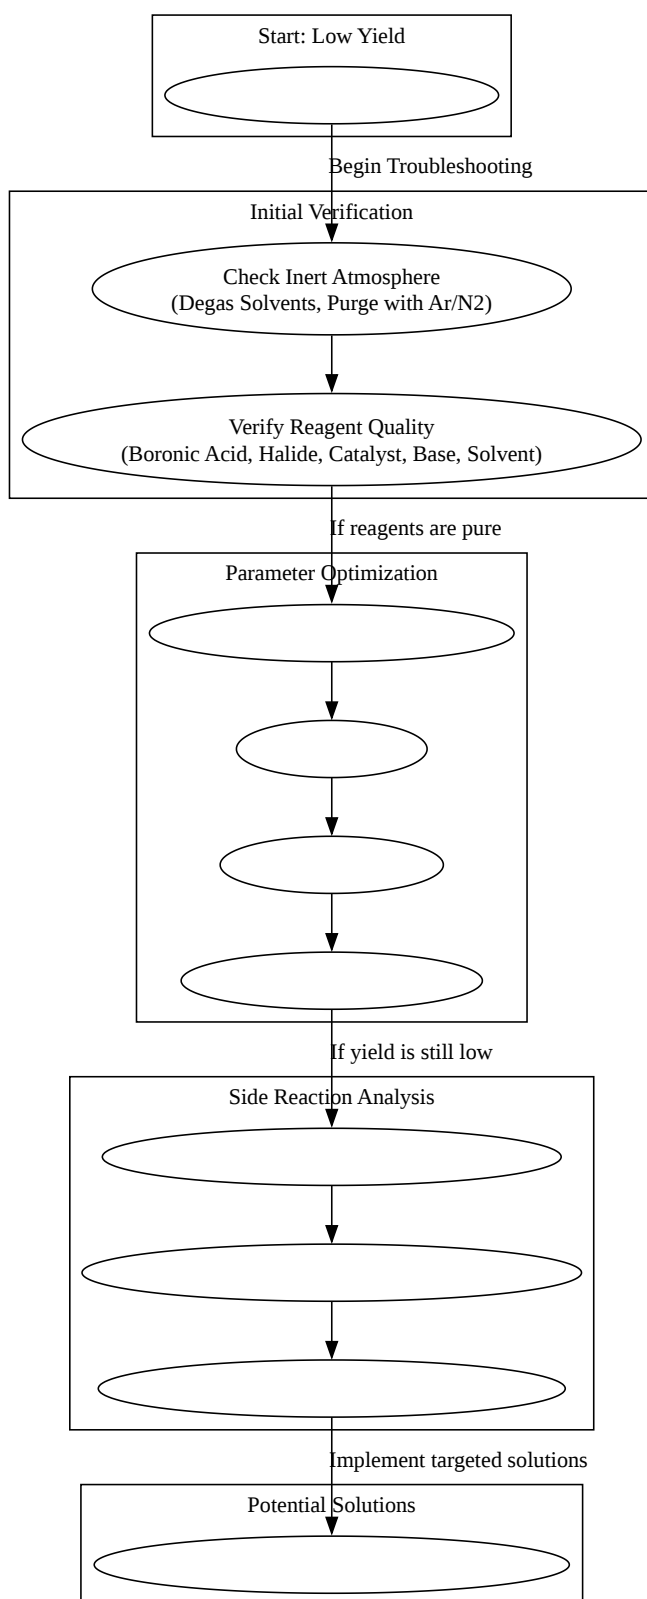 Start: Low Yield
Begin Troubleshooting
Initial Verification
Check Inert Atmosphere
(Degas Solvents, Purge with Ar/N2)
Verify Reagent Quality
(Boronic Acid, Halide, Catalyst, Base, Solvent)
If reagents are pure
Parameter Optimization
If yield is still low
Side Reaction Analysis
Implement targeted solutions
Potential Solutions